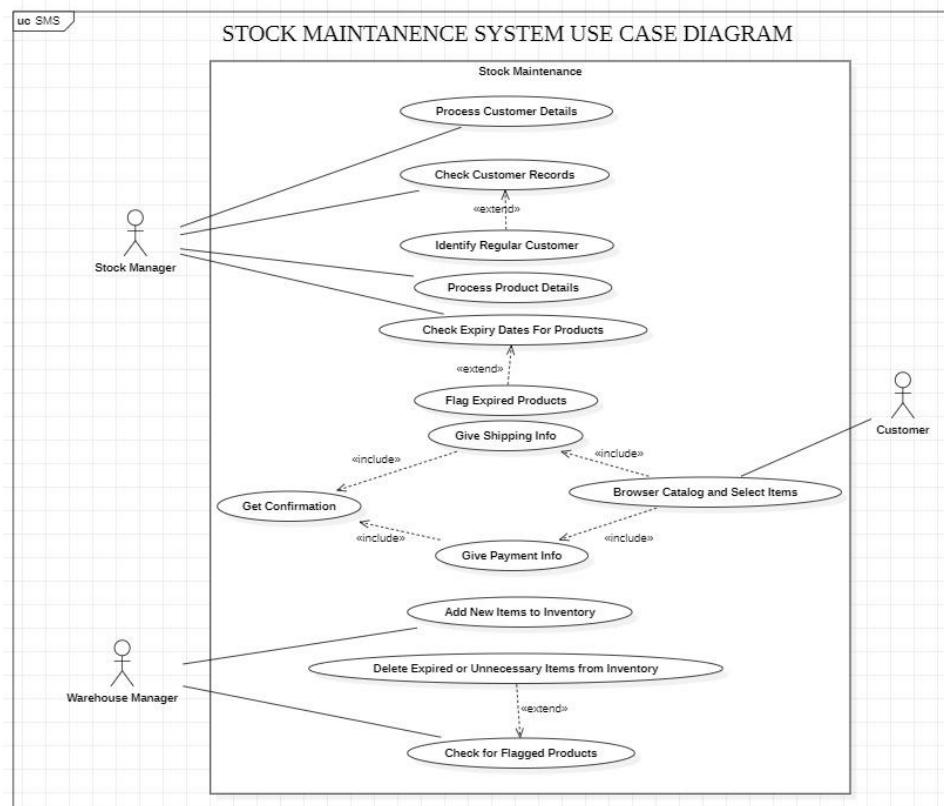 uc SMS
STOCK MAINTANENCE SYSTEM USE CASE DIAGRAM
Stock Maintenance
Process Customer Details
Check Customer Records
«extend»
Identify Regular Customer
Stock Manager
Process Product Details
Check Expiry Dates For Products
«extend»
Flag Expired Products
Customer
Give Shipping Info
«include»
«include»
Browser Catalog and Select Items
Get Confirmation
«include»
«include»
Give Payment Info
Add New Items to Inventory
Delete Expired or Unnecessary Items from Inventory
Warehouse Manager
«extend»
Check for Flagged Products